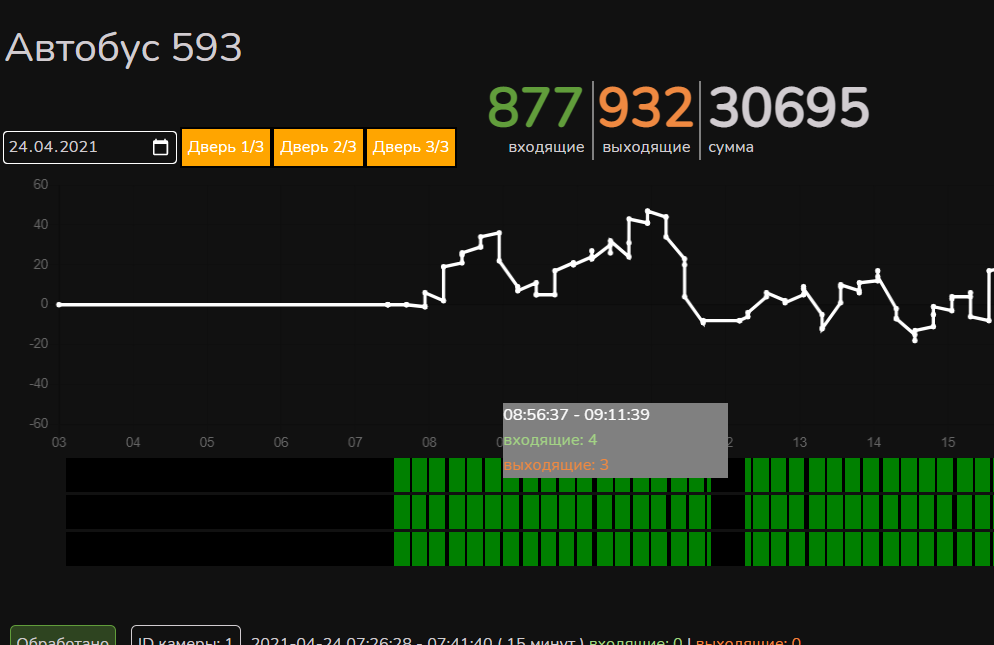 Автобус 593
877 932 30695
входящие выходящие сумма
24.04.2021 Дверь 1/3 Дверь 2/3 Дверь 3/3
60
40
20
0
-20
-40
-60
03 04 05 06 07 08 0 2 13 14 15
08:56:37 - 09:11:39
входящие: 4
выходящие: 3
Обработано ID камеры: 1 2021-04-24 07:26:28 - 07:41:40 ( 15 минут ) входящие: 0 | выходящие: 0